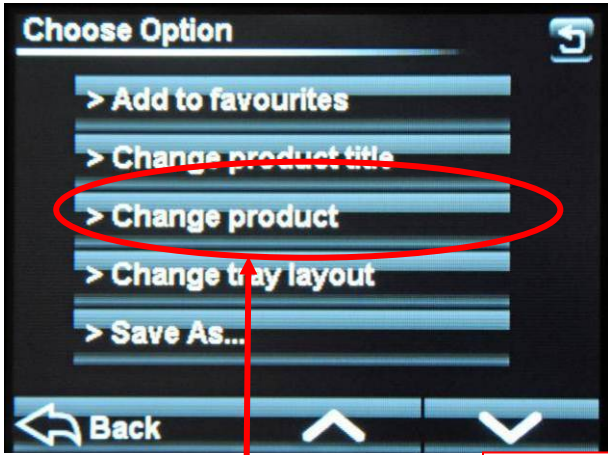 Choose Option
> Add to favourites
> Change product title
> Change product
> Change tray layout
> Save As...
Back